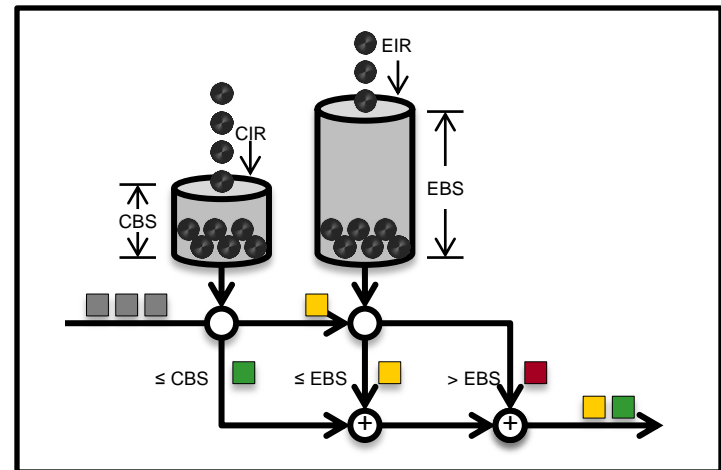 EIR
CIR
CBS
EBS
≤ CBS
≤ EBS
> EBS
+
+